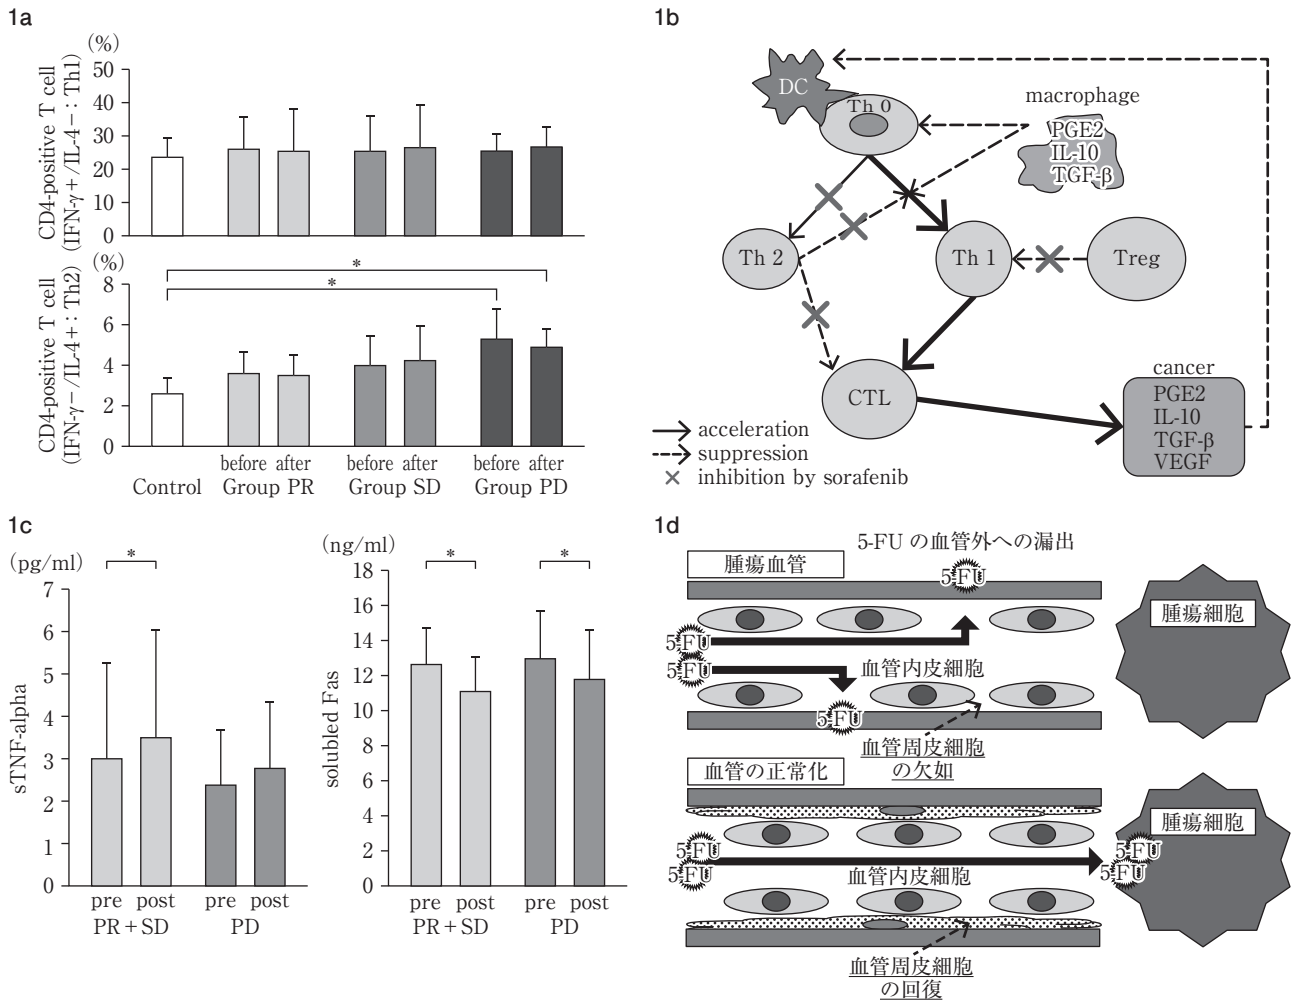 1a
(%)
CD4-positive T cell
(IFN-γ+/IL-4−: Th1)
50
40
30
20
10
0
(%)
CD4-positive T cell
(IFN-γ−/IL-4+: Th2)
8
6
4
2
0
*
*
before after
before after
before after
Control
Group PR
Group SD
Group PD
1b
DC
Th 0
macrophage
PGE2
IL-10
TGF-β
Th 2
Th 1
Treg
CTL
cancer
PGE2
IL-10
TGF-β
VEGF
acceleration
suppression
inhibition by sorafenib
1c
(pg/ml)
sTNF-alpha
7
6
5
4
3
2
1
0
*
pre post
pre post
PR+SD
PD
(ng/ml)
solubled Fas
18
16
14
12
10
8
6
4
2
0
*
*
pre post
pre post
PR+SD
PD
1d
5-FU の血管外への漏出
腫瘍血管
5-FU
腫瘍細胞
5-FU
5-FU
血管内皮細胞
5-FU
血管周皮細胞
の欠如
血管の正常化
腫瘍細胞
5-FU
5-FU
5-FU
5-FU
血管内皮細胞
血管周皮細胞
の回復